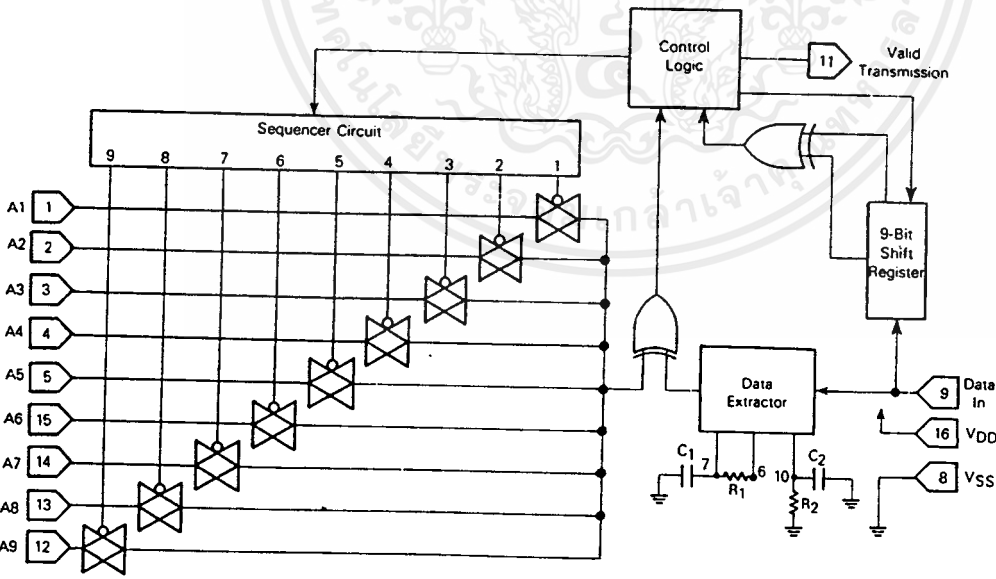 Control
Logic
11
Valid
Transmission
Sequencer Circuit
9 8 7 6 5 4 3 2 1
A1 1
A2 2
A3 3
A4 4
A5 5
A6 15
A7 14
A8 13
A9 12
9-Bit
Shift
Register
Data
Extractor
9 Data
In
16 VDD
8 VSS
C1 7 R1 6 10 C2
R2